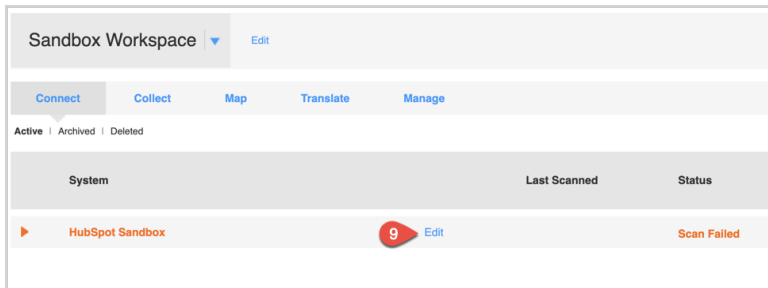 Sandbox Workspace Edit
Connect Collect Map Translate Manage
Active | Archived | Deleted
System Last Scanned Status
HubSpot Sandbox 9 Edit Scan Failed